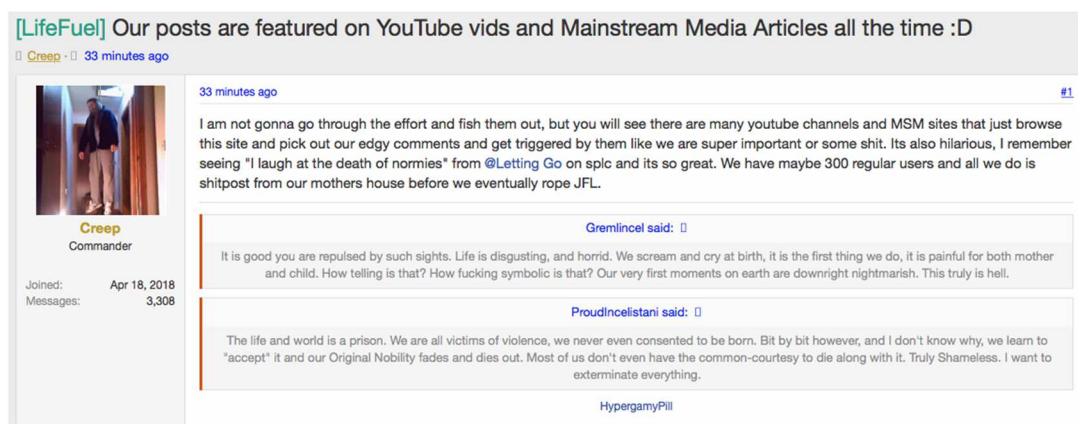 [LifeFuel] Our posts are featured on YouTube vids and Mainstream Media Articles all the time :D
Creep · 33 minutes ago
33 minutes ago #1
I am not gonna go through the effort and fish them out, but you will see there are many youtube channels and MSM sites that just browse
this site and pick out our edgy comments and get triggered by them like we are super important or some shit. Its also hilarious, I remember
seeing "I laugh at the death of normies" from @Letting Go on splc and its so great. We have maybe 300 regular users and all we do is
shitpost from our mothers house before we eventually rope JFL.
Creep
Commander
Joined: Apr 18, 2018
Messages: 3,308
Gremlincel said:
It is good you are repulsed by such sights. Life is disgusting, and horrid. We scream and cry at birth, it is the first thing we do, it is painful for both mother
and child. How telling is that? How fucking symbolic is that? Our very first moments on earth are downright nightmarish. This truly is hell.
ProudIncelistani said:
The life and world is a prison. We are all victims of violence, we never even consented to be born. Bit by bit however, and I don't know why, we learn to
"accept" it and our Original Nobility fades and dies out. Most of us don't even have the common-courtesy to die along with it. Truly Shameless. I want to
exterminate everything.
HypergamyPill